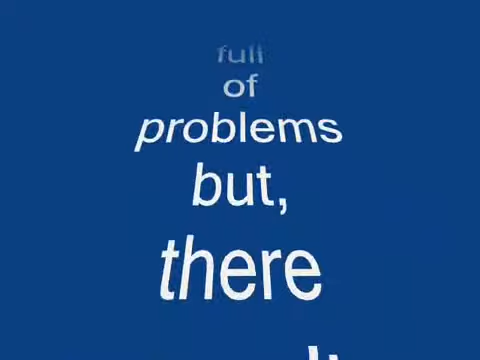 full
of
problems
but,
there